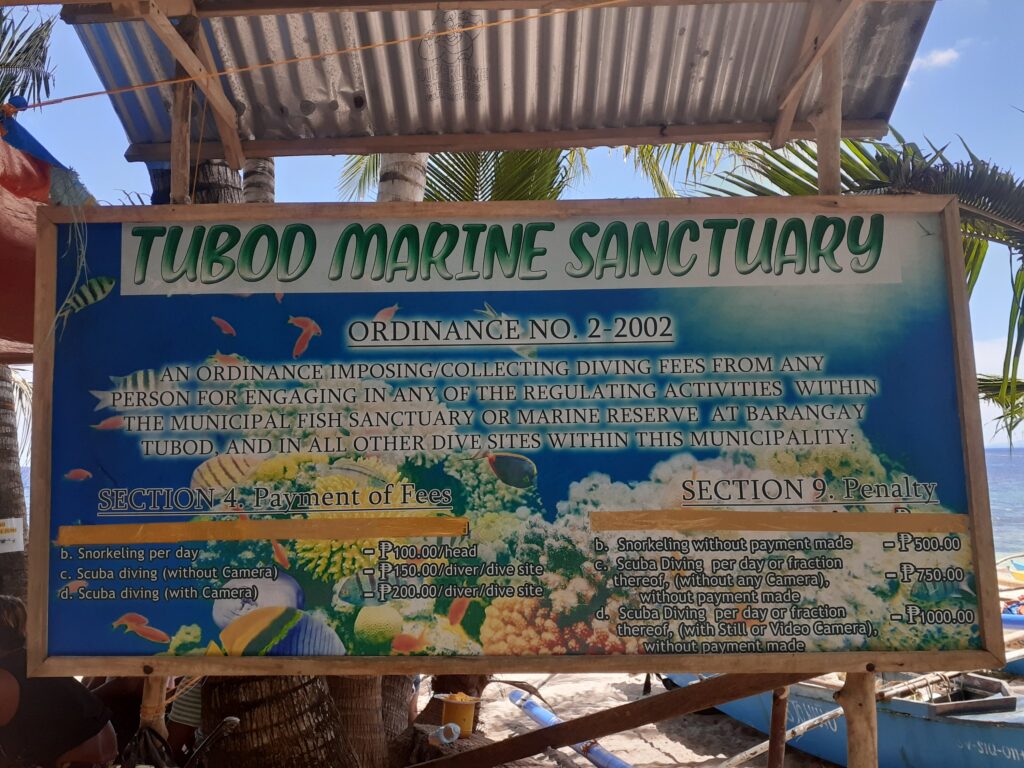 TUBOD MARINE SANCTUARY
ORDINANCE NO. 2-2002
AN ORDINANCE IMPOSING/COLLECTING DIVING FEES FROM ANY
PERSON FOR ENGAGING IN ANY OF THE REGULATING ACTIVITIES WITHIN
THE MUNICIPAL FISH SANCTUARY OR MARINE RESERVE AT BARANGAY
TUBOD, AND IN ALL OTHER DIVE SITES WITHIN THIS MUNICIPALITY:
SECTION 4. Payment of Fees
b. Snorkeling per day - ₱100.00/head
c. Scuba diving (without Camera) - ₱150.00/diver/dive site
d. Scuba diving (with Camera) - ₱200.00/diver/dive site
SECTION 9. Penalty
b. Snorkeling without payment made - ₱500.00
c. Scuba Diving per day or fraction
thereof, (without any Camera), - ₱750.00
without payment made
d. Scuba Diving per day or fraction
thereof, (with Still or Video Camera), - ₱1000.00
without payment made